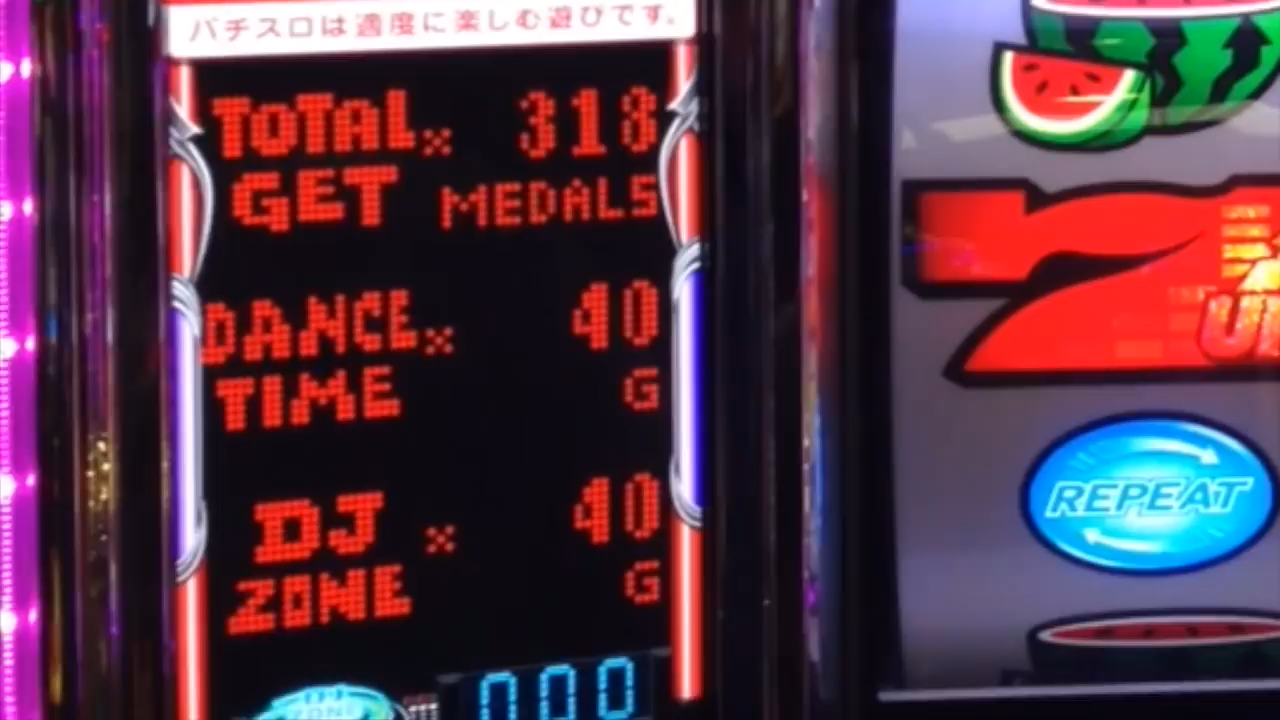 パチスロは適度に楽しむ遊びです。
TOTAL x 318
GET MEDALS
DANCE x 40
TIME G
DJ x 40
ZONE G
000
7
REPEAT